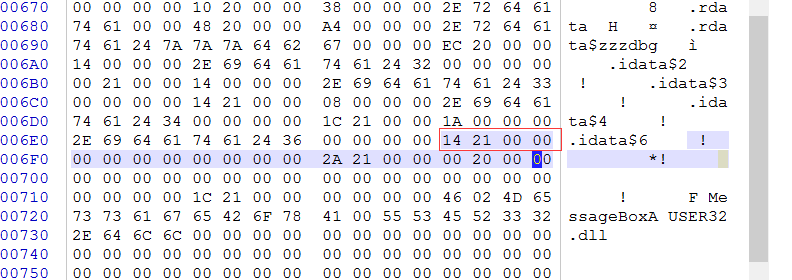 00670 00 00 00 00 10 20 00 00 38 00 00 00 2E 72 64 61 8 .rda
00680 74 61 00 00 48 20 00 00 A4 00 00 00 2E 72 64 61 ta H ¤ .rda
00690 74 61 24 7A 7A 7A 64 62 67 00 00 00 EC 20 00 00 ta$zzzdbg ì
006A0 14 00 00 00 2E 69 64 61 74 61 24 32 00 00 00 00 .idata$2
006B0 00 21 00 00 14 00 00 00 2E 69 64 61 74 61 24 33 ! .idata$3
006C0 00 00 00 00 14 21 00 00 08 00 00 00 2E 69 64 61 ! .ida
006D0 74 61 24 34 00 00 00 00 1C 21 00 00 1A 00 00 00 ta$4 !
006E0 2E 69 64 61 74 61 24 36 00 00 00 00 14 21 00 00 .idata$6 !
006F0 00 00 00 00 00 00 00 00 2A 21 00 00 00 20 00 00 *!
00700 00 00 00 00 00 00 00 00 00 00 00 00 00 00 00 00
00710 00 00 00 00 1C 21 00 00 00 00 00 00 46 02 4D 65 ! F Me
00720 73 73 61 67 65 42 6F 78 41 00 55 53 45 52 33 32 ssageBoxA USER32
00730 2E 64 6C 6C 00 00 00 00 00 00 00 00 00 00 00 00 .dll
00740 00 00 00 00 00 00 00 00 00 00 00 00 00 00 00 00
00750 00 00 00 00 00 00 00 00 00 00 00 00 00 00 00 00